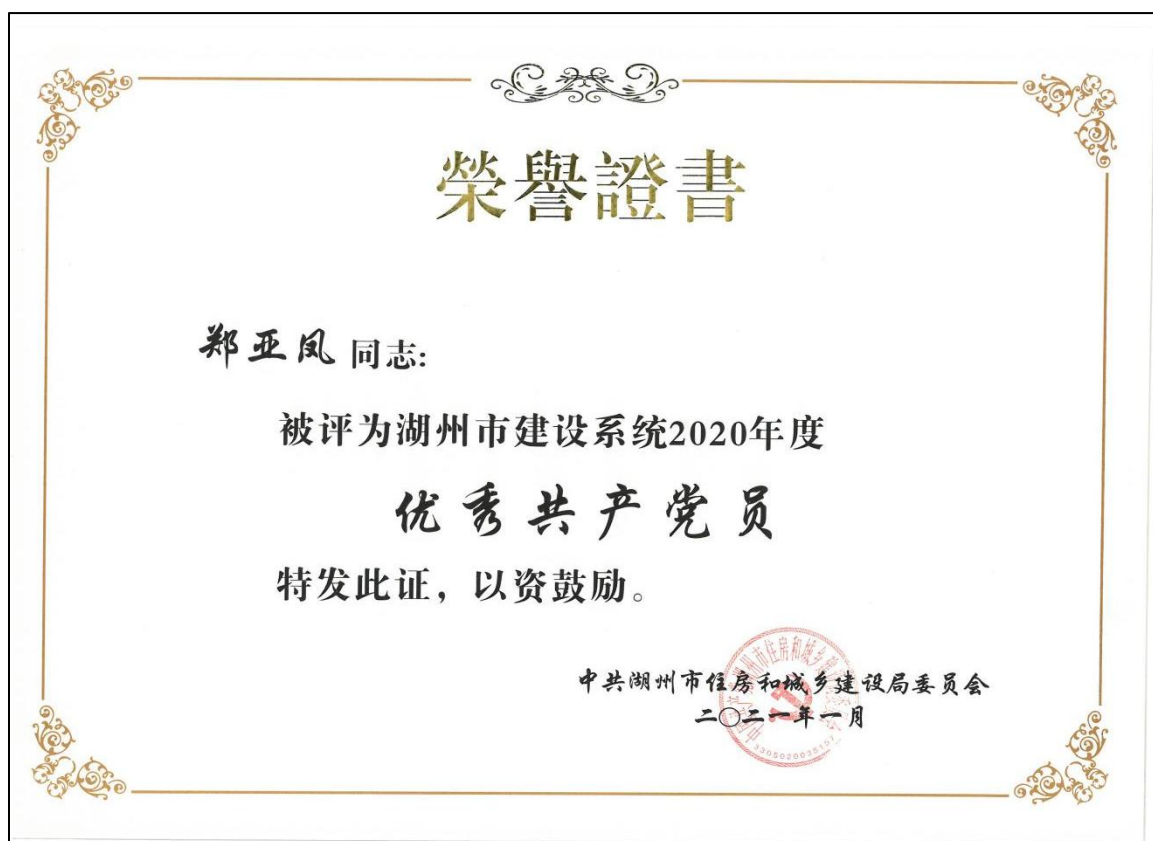 榮譽證書
郑亚凤 同志:
被评为湖州市建设系统2020年度
优秀共产党员
特发此证，以资鼓励。
中共湖州市住房和城乡建设局委员会
二〇二一年一月
3305020035157